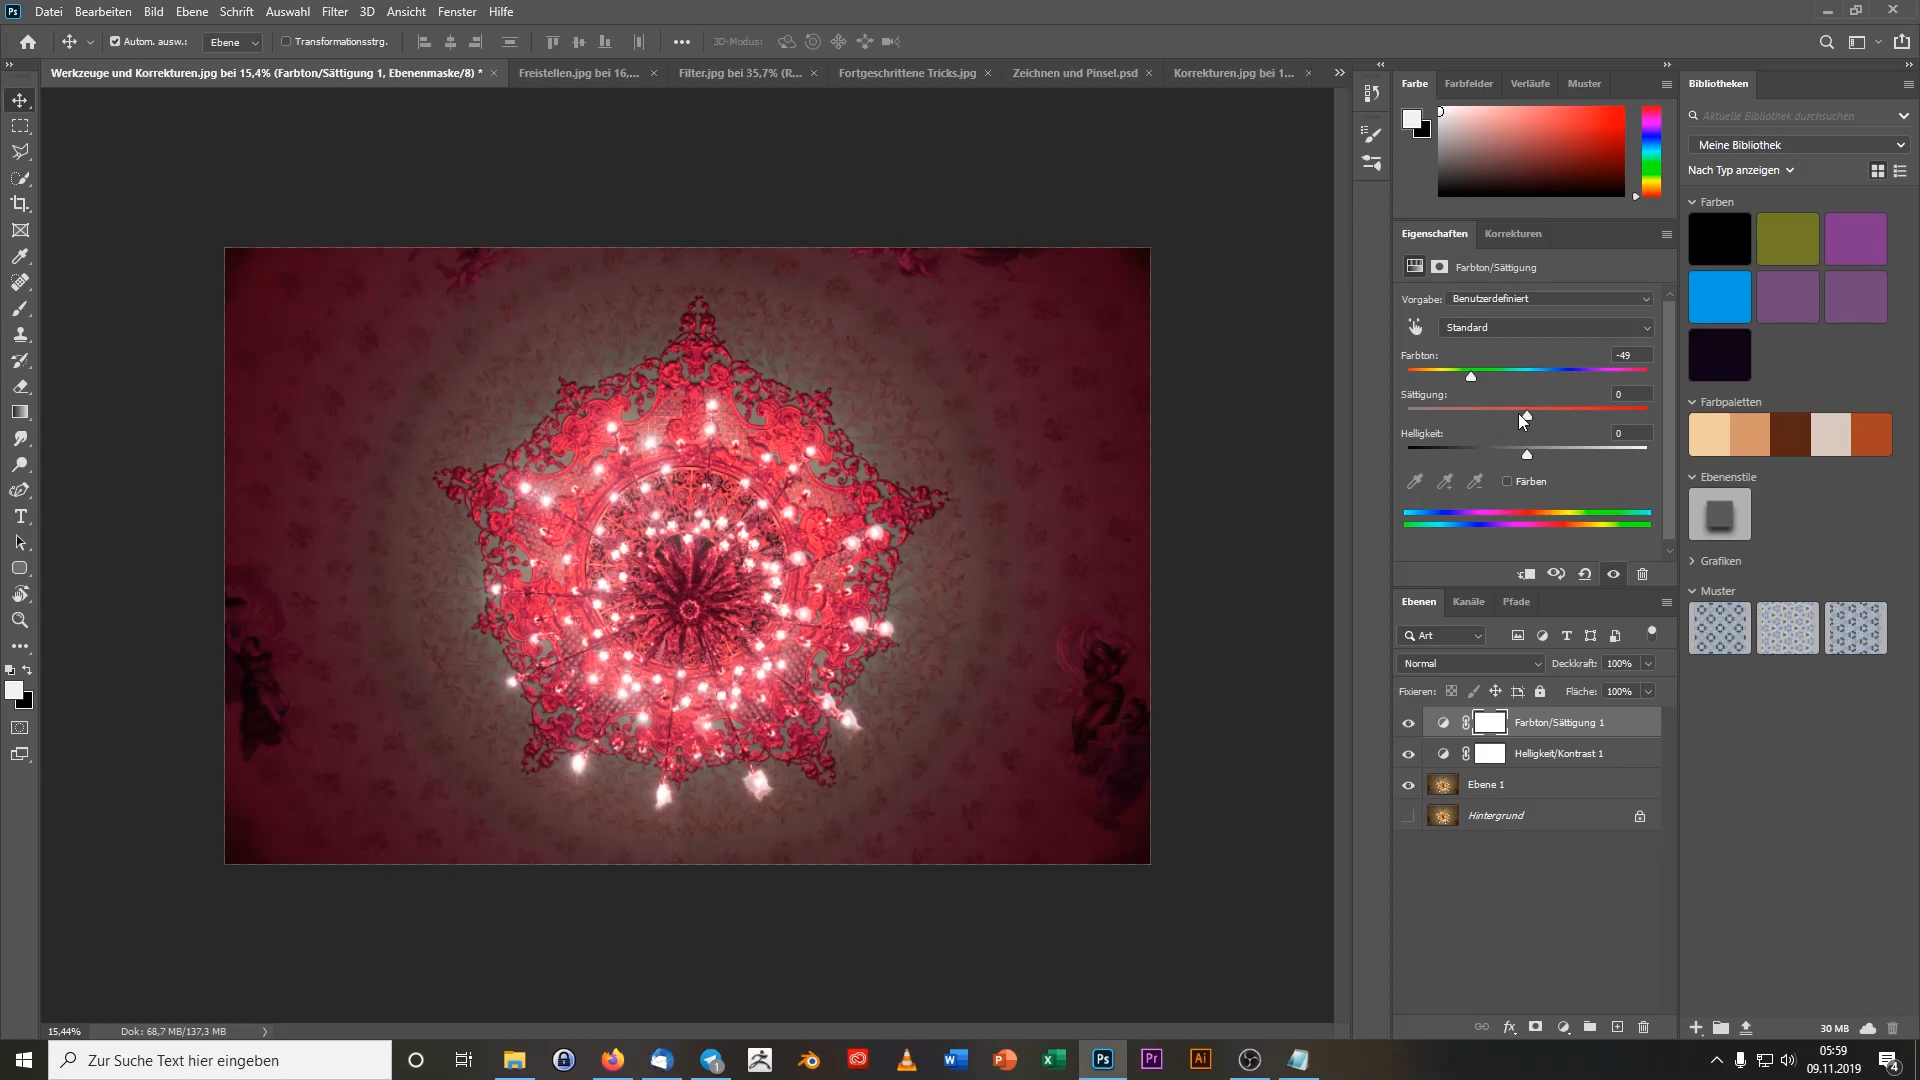 Ps Datei Bearbeiten Bild Ebene Schrift Auswahl Filter 3D Ansicht Fenster Hilfe
Autom. ausw.: Ebene Transformationsstrg. 3D-Modus:
Werkzeuge und Korrekturen.jpg bei 15,4% (Farbton/Sättigung 1, Ebenenmaske/8) * Freistellen.jpg bei 16,... Filter.jpg bei 35,7% (R... Fortgeschrittene Tricks.jpg Zeichnen und Pinsel.psd Korrekturen.jpg bei 1...
Farbe Farbfelder Verläufe Muster
Eigenschaften Korrekturen
Farbton/Sättigung
Vorgabe: Benutzerdefiniert
Standard
Farbton: -49
Sättigung: 0
Helligkeit: 0
Färben
Ebenen Kanäle Pfade
Art
Normal Deckkraft: 100%
Fixieren: Fläche: 100%
Farbton/Sättigung 1
Helligkeit/Kontrast 1
Ebene 1
Hintergrund
fx
Bibliotheken
Aktuelle Bibliothek durchsuchen
Meine Bibliothek
Nach Typ anzeigen
Farben
Farbpaletten
Ebenenstile
Grafiken
Muster
30 MB
15,44% Dok: 68,7 MB/137,3 MB
Zur Suche Text hier eingeben
Ps Pr Ai
05:59
09.11.2019
4